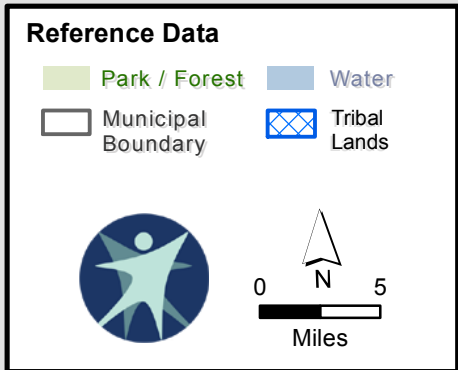 Reference Data
Park / Forest
Water
Municipal
Boundary
Tribal
Lands
N
0 5
Miles